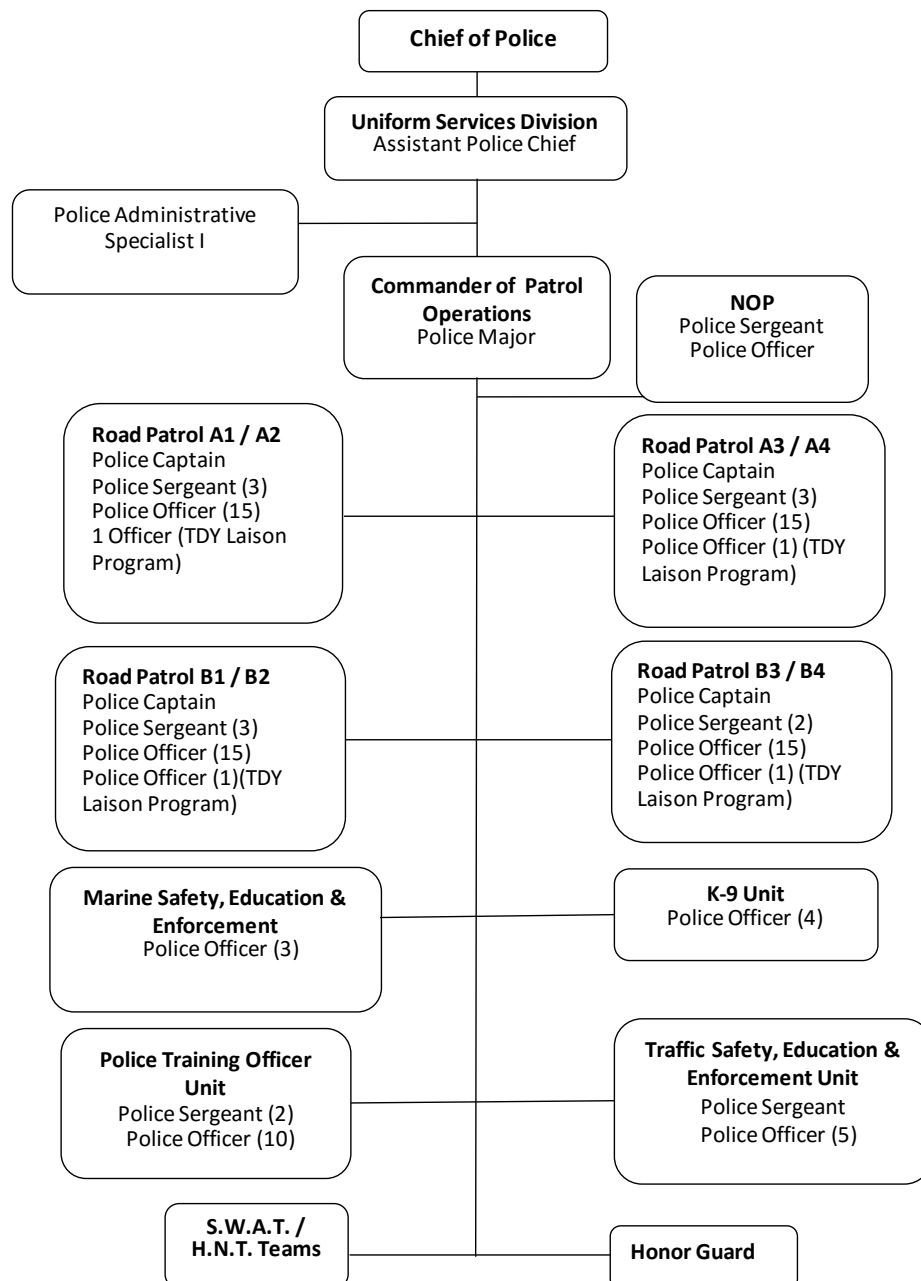 Chief of Police
Uniform Services Division
Assistant Police Chief
Police Administrative
Specialist I
Commander of Patrol
Operations
Police Major
NOP
Police Sergeant
Police Officer
Road Patrol A1 / A2
Police Captain
Police Sergeant (3)
Police Officer (15)
1 Officer (TDY Laison
Program)
Road Patrol A3 / A4
Police Captain
Police Sergeant (3)
Police Officer (15)
Police Officer (1) (TDY
Laison Program)
Road Patrol B1 / B2
Police Captain
Police Sergeant (3)
Police Officer (15)
Police Officer (1)(TDY
Laison Program)
Road Patrol B3 / B4
Police Captain
Police Sergeant (2)
Police Officer (15)
Police Officer (1) (TDY
Laison Program)
Marine Safety, Education &
Enforcement
Police Officer (3)
K-9 Unit
Police Officer (4)
Police Training Officer
Unit
Police Sergeant (2)
Police Officer (10)
Traffic Safety, Education &
Enforcement Unit
Police Sergeant
Police Officer (5)
S.W.A.T. /
H.N.T. Teams
Honor Guard